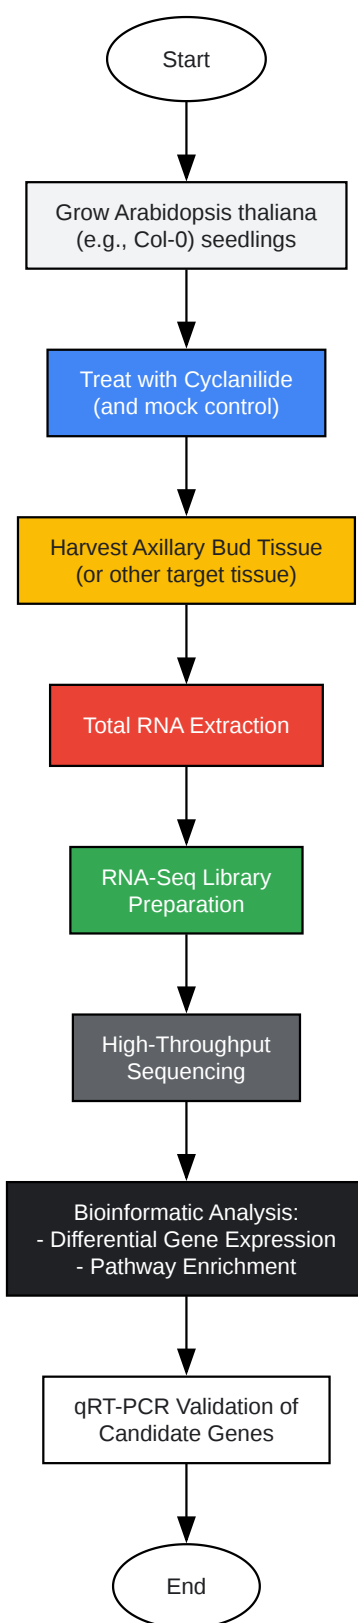 Start
Grow Arabidopsis thaliana
(e.g., Col-0) seedlings
Treat with Cyclanilide
(and mock control)
Harvest Axillary Bud Tissue
(or other target tissue)
Total RNA Extraction
RNA-Seq Library
Preparation
High-Throughput
Sequencing
Bioinformatic Analysis:
- Differential Gene Expression
- Pathway Enrichment
qRT-PCR Validation of
Candidate Genes
End